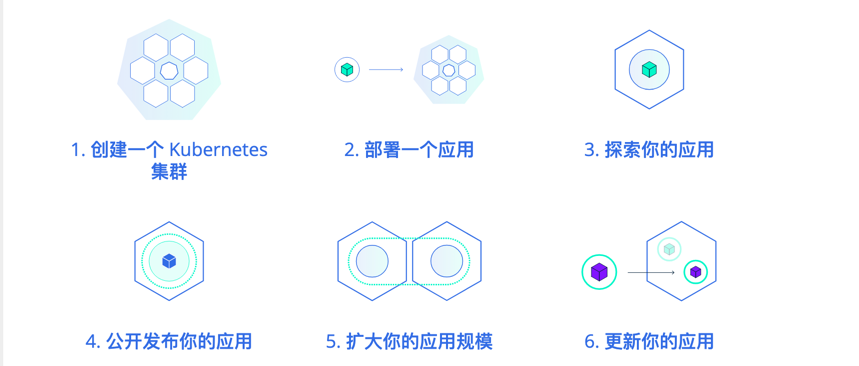 1. 创建一个 Kubernetes
集群
2. 部署一个应用
3. 探索你的应用
4. 公开发布你的应用
5. 扩大你的应用规模
6. 更新你的应用